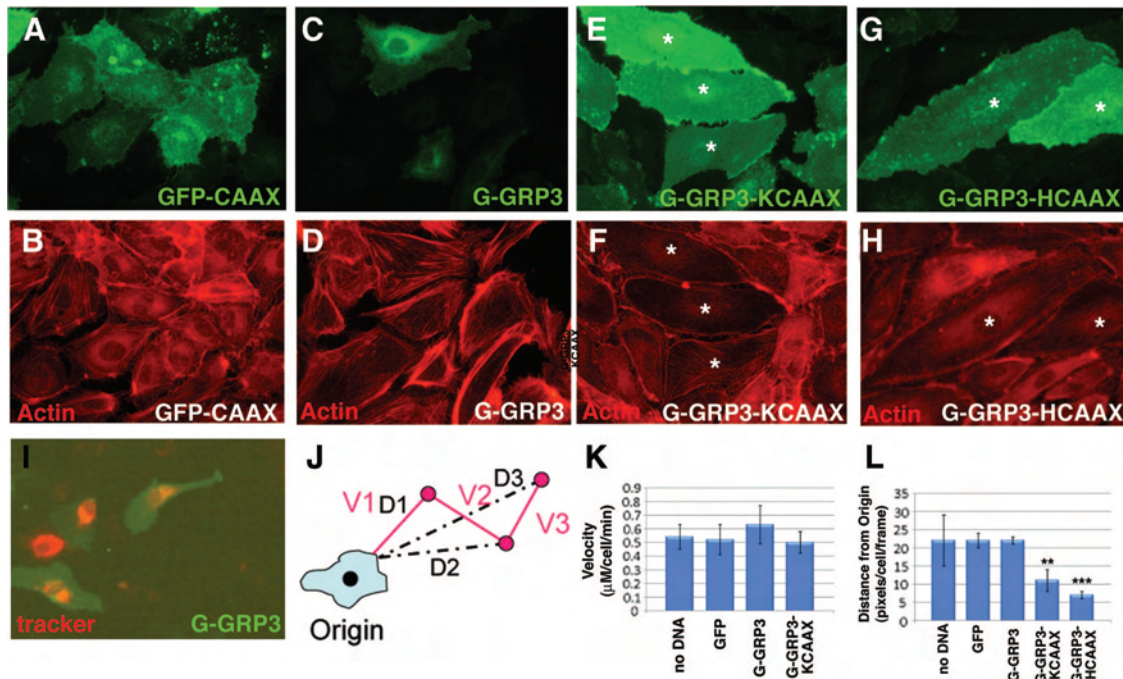 A
GFP-CAAX
C
G-GRP3
E
* * *
G-GRP3-KCAAX
G
* *
G-GRP3-HCAAX
B
Actin GFP-CAAX
D
Actin G-GRP3
KCAAX
F
* * *
Actin G-GRP3-KCAAX
H
* *
Actin G-GRP3-HCAAX
I
tracker G-GRP3
J
V1 D1 V2 D3 V3
D2
Origin
K
Velocity
(µM/cell/min)
0.9
0.8
0.7
0.6
0.5
0.4
0.3
0.2
0.1
0
no DNA
GFP
G-GRP3
G-GRP3-
KCAAX
L
Distance from Origin
(pixels/cell/frame)
35
30
25
20
15
10
5
** ***
no DNA
GFP
G-GRP3
G-GRP3-
KCAAX
G-GRP3-
HCAAX